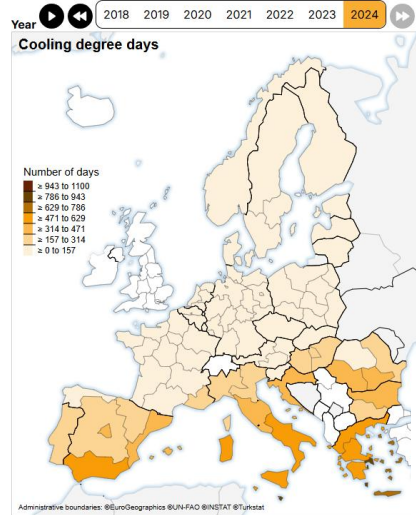 Year 2018 2019 2020 2021 2022 2023 2024
Cooling degree days
Number of days
≥ 943 to 1100
≥ 786 to 943
≥ 629 to 786
≥ 471 to 629
≥ 314 to 471
≥ 157 to 314
≥ 0 to 157
Administrative boundaries: ©EuroGeographics ©UN-FAO ©INSTAT ©Turkstat